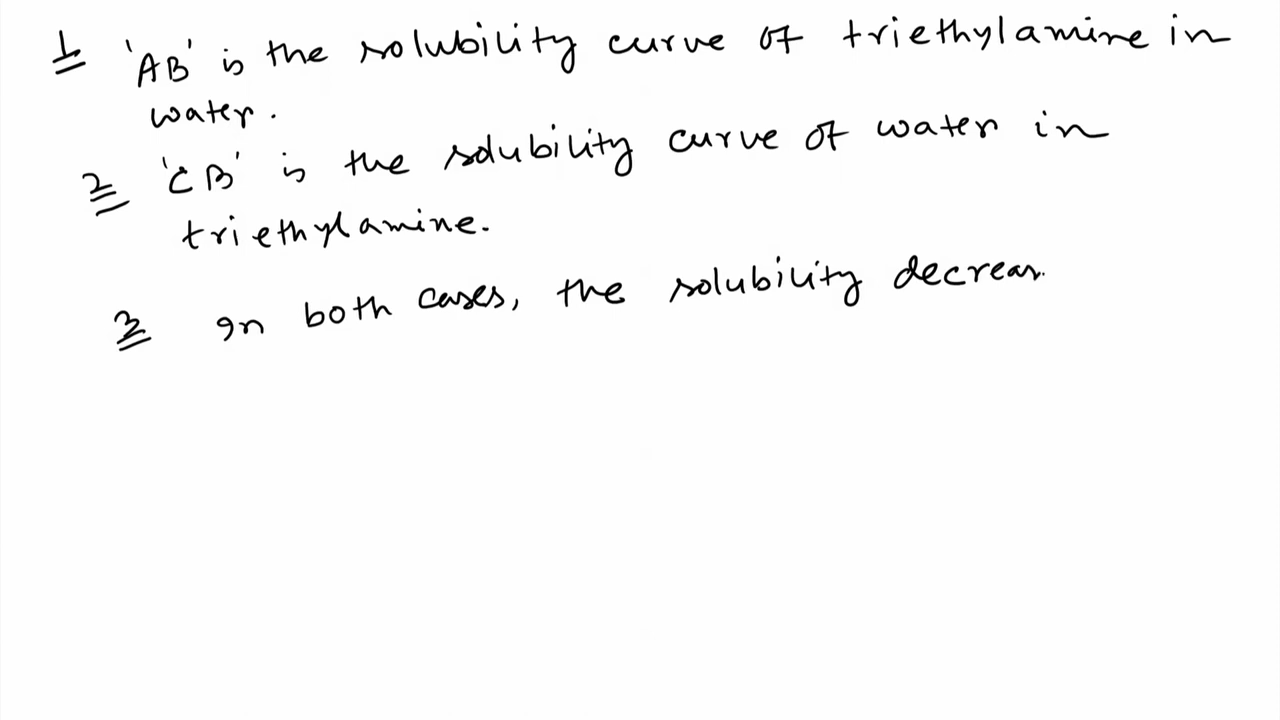 1 'AB' is the solubility curve of triethylamine in
water.
2 'CB' is the solubility curve of water in
triethylamine.
3 In both cases, the solubility decreas